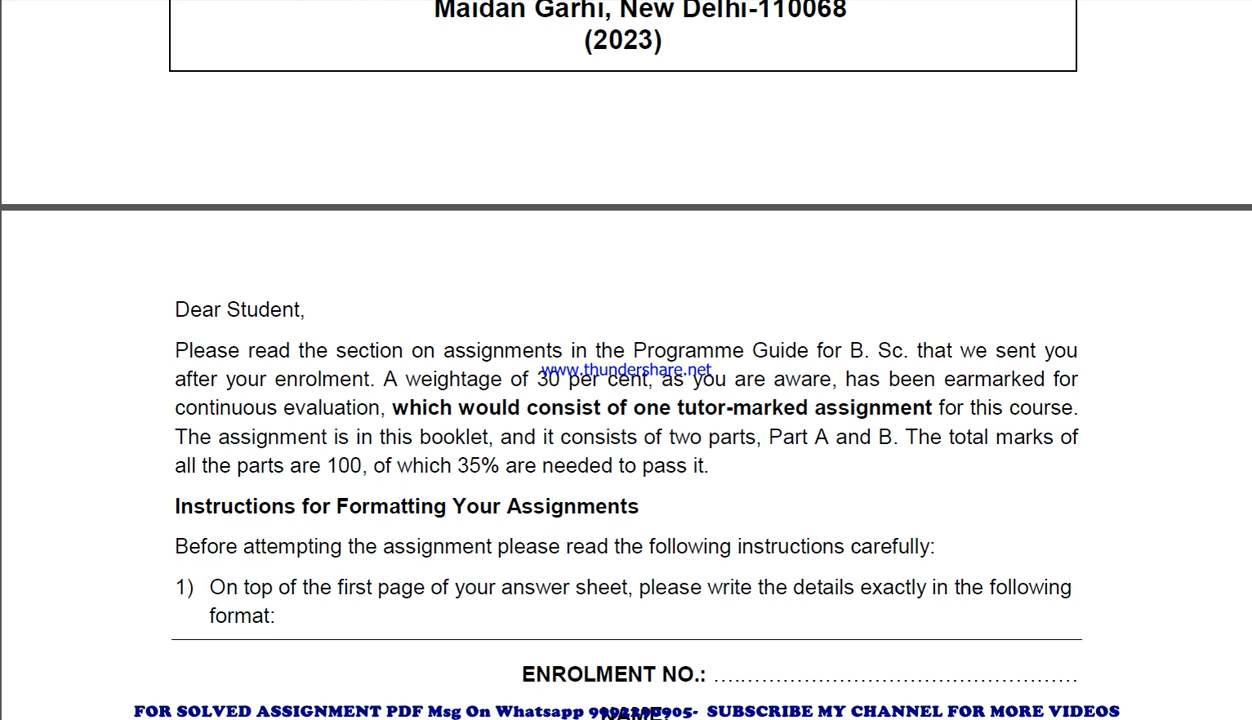 Maidan Garhi, New Delhi-110068
(2023)
Dear Student,
Please read the section on assignments in the Programme Guide for B. Sc. that we sent you
www.thundershare.net
after your enrolment. A weightage of 30 per cent, as you are aware, has been earmarked for
continuous evaluation, which would consist of one tutor-marked assignment for this course.
The assignment is in this booklet, and it consists of two parts, Part A and B. The total marks of
all the parts are 100, of which 35% are needed to pass it.
Instructions for Formatting Your Assignments
Before attempting the assignment please read the following instructions carefully:
1) On top of the first page of your answer sheet, please write the details exactly in the following
format:
ENROLMENT NO.: ......................................................
NAME:
FOR SOLVED ASSIGNMENT PDF Msg On Whatsapp SUBSCRIBE MY CHANNEL FOR MORE VIDEOS